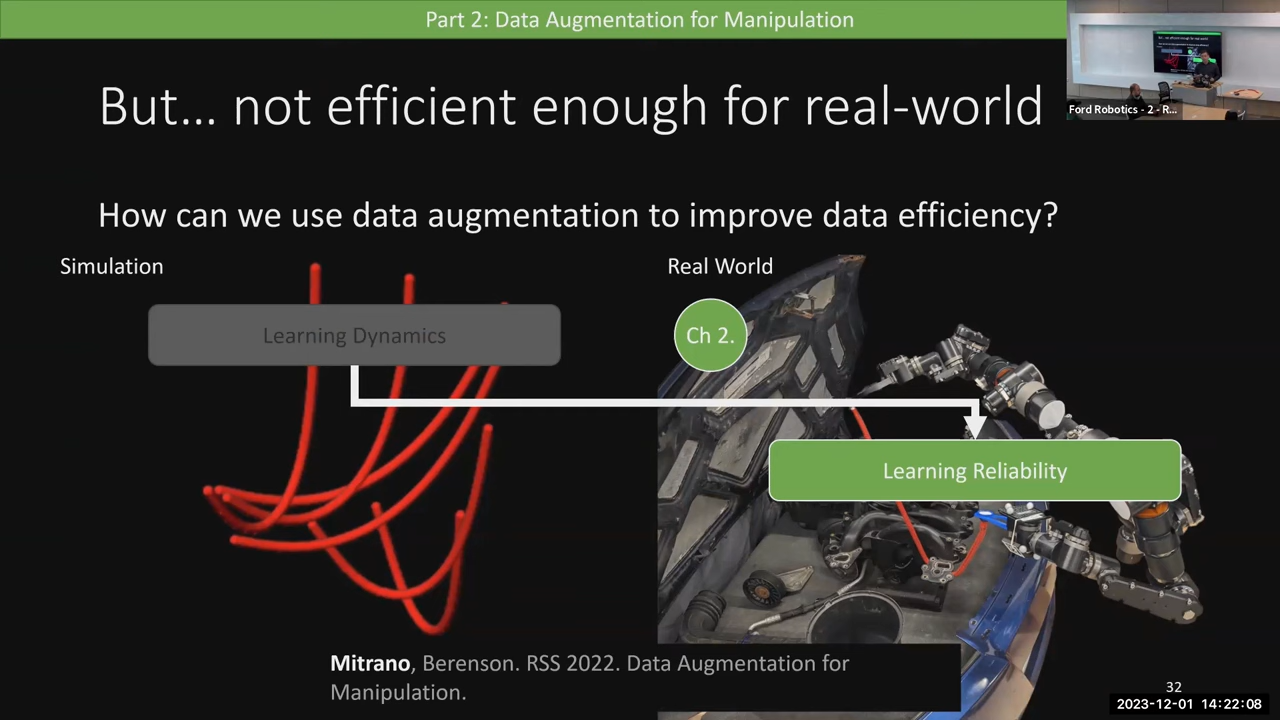 Part 2: Data Augmentation for Manipulation
But... not efficient enough for real-world
Ford Robotics - 2 - R...
How can we use data augmentation to improve data efficiency?
Simulation
Real World
Learning Dynamics
Ch 2.
Learning Reliability
Mitrano, Berenson. RSS 2022. Data Augmentation for
Manipulation.
32
2023-12-01 14:22:08